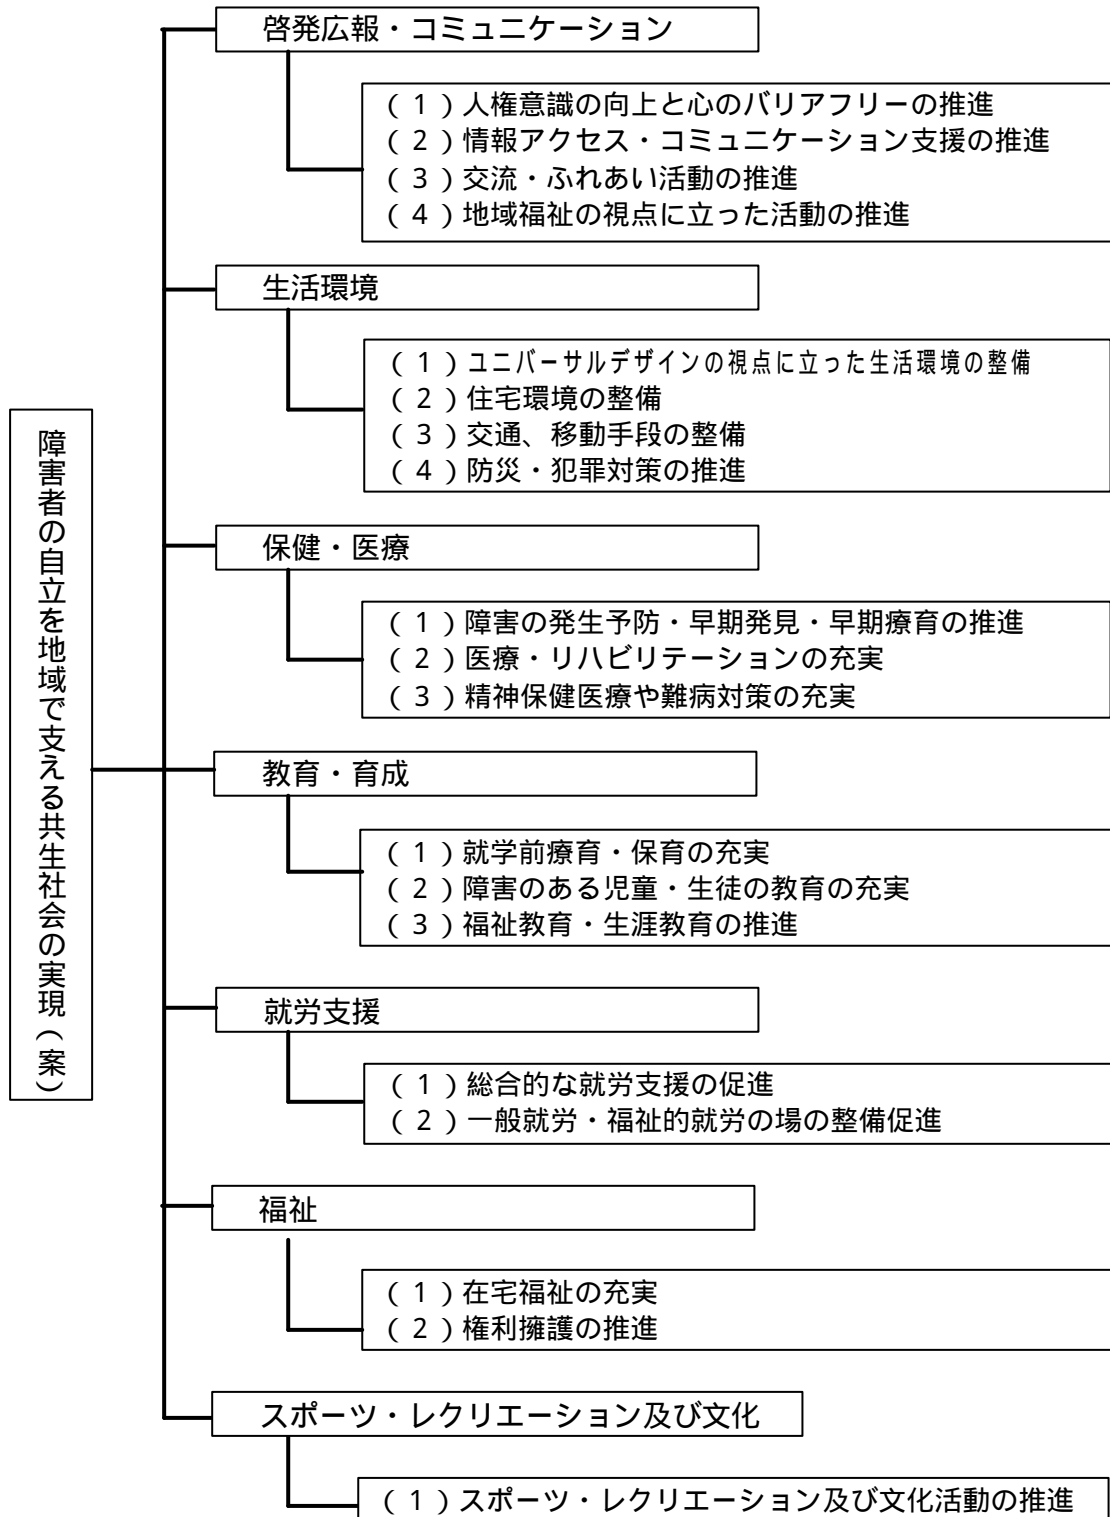 障害者の自立を地域で支える共生社会の実現(案)
啓発広報・コミュニケーション
(1)人権意識の向上と心のバリアフリーの推進
(2)情報アクセス・コミュニケーション支援の推進
(3)交流・ふれあい活動の推進
(4)地域福祉の視点に立った活動の推進
生活環境
(1)ユニバーサルデザインの視点に立った生活環境の整備
(2)住宅環境の整備
(3)交通、移動手段の整備
(4)防災・犯罪対策の推進
保健・医療
(1)障害の発生予防・早期発見・早期療育の推進
(2)医療・リハビリテーションの充実
(3)精神保健医療や難病対策の充実
教育・育成
(1)就学前療育・保育の充実
(2)障害のある児童・生徒の教育の充実
(3)福祉教育・生涯教育の推進
就労支援
(1)総合的な就労支援の促進
(2)一般就労・福祉的就労の場の整備促進
福祉
(1)在宅福祉の充実
(2)権利擁護の推進
スポーツ・レクリエーション及び文化
(1)スポーツ・レクリエーション及び文化活動の推進